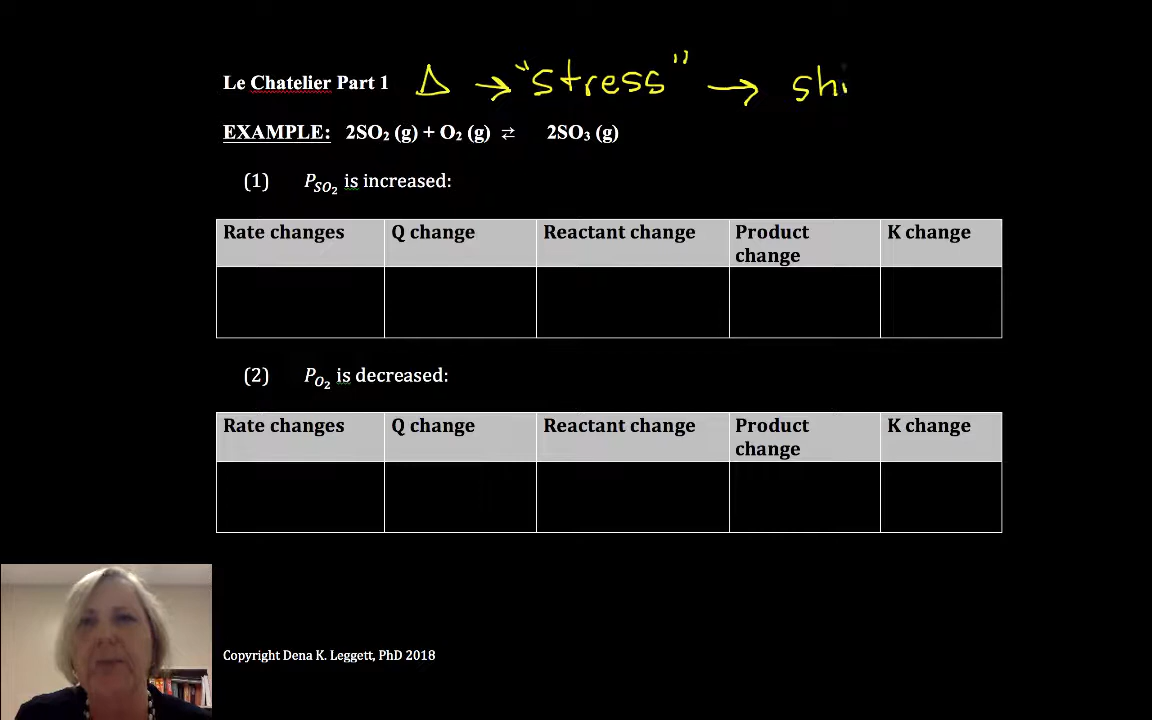 Le Chatelier Part 1 Δ → "stress" → shi
EXAMPLE: 2SO₂ (g) + O₂ (g) ⇄ 2SO₃ (g)
(1) P_SO₂ is increased:
Rate changes Q change Reactant change Product change K change
(2) P_O₂ is decreased:
Rate changes Q change Reactant change Product change K change
Copyright Dena K. Leggett, PhD 2018